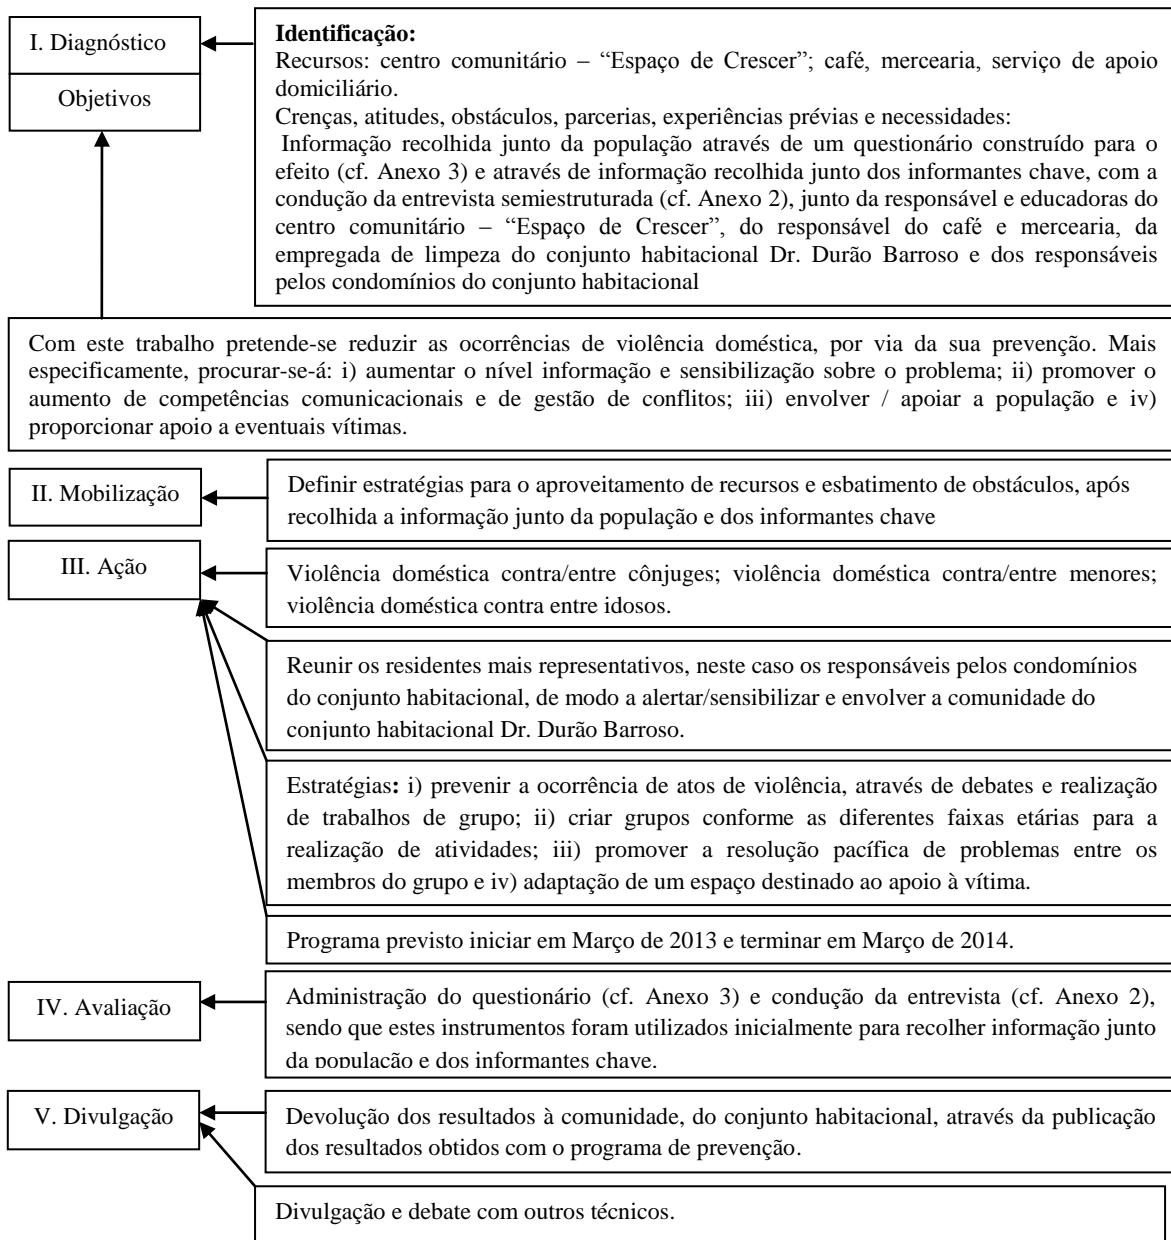 I. Diagnóstico
Objetivos
Identificação:
Recursos: centro comunitário – “Espaço de Crescer”; café, mercearia, serviço de apoio
domiciliário.
Crenças, atitudes, obstáculos, parcerias, experiências prévias e necessidades:
Informação recolhida junto da população através de um questionário construído para o
efeito (cf. Anexo 3) e através de informação recolhida junto dos informantes chave, com a
condução da entrevista semiestruturada (cf. Anexo 2), junto da responsável e educadoras do
centro comunitário – “Espaço de Crescer”, do responsável do café e mercearia, da
empregada de limpeza do conjunto habitacional Dr. Durão Barroso e dos responsáveis
pelos condomínios do conjunto habitacional
Com este trabalho pretende-se reduzir as ocorrências de violência doméstica, por via da sua prevenção. Mais
especificamente, procurar-se-á: i) aumentar o nível informação e sensibilização sobre o problema; ii) promover o
aumento de competências comunicacionais e de gestão de conflitos; iii) envolver / apoiar a população e iv)
proporcionar apoio a eventuais vítimas.
II. Mobilização
Definir estratégias para o aproveitamento de recursos e esbatimento de obstáculos, após
recolhida a informação junto da população e dos informantes chave
III. Ação
Violência doméstica contra/entre cônjuges; violência doméstica contra/entre menores;
violência doméstica contra entre idosos.
Reunir os residentes mais representativos, neste caso os responsáveis pelos condomínios
do conjunto habitacional, de modo a alertar/sensibilizar e envolver a comunidade do
conjunto habitacional Dr. Durão Barroso.
Estratégias: i) prevenir a ocorrência de atos de violência, através de debates e realização
de trabalhos de grupo; ii) criar grupos conforme as diferentes faixas etárias para a
realização de atividades; iii) promover a resolução pacífica de problemas entre os
membros do grupo e iv) adaptação de um espaço destinado ao apoio à vítima.
Programa previsto iniciar em Março de 2013 e terminar em Março de 2014.
IV. Avaliação
Administração do questionário (cf. Anexo 3) e condução da entrevista (cf. Anexo 2),
sendo que estes instrumentos foram utilizados inicialmente para recolher informação junto
da população e dos informantes chave.
V. Divulgação
Devolução dos resultados à comunidade, do conjunto habitacional, através da publicação
dos resultados obtidos com o programa de prevenção.
Divulgação e debate com outros técnicos.